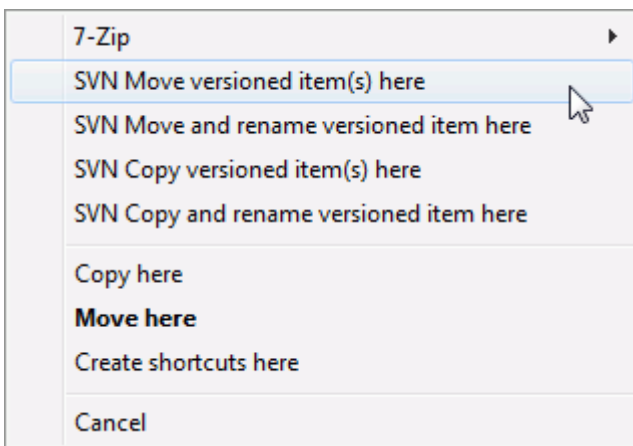 7-Zip
SVN Move versioned item(s) here
SVN Move and rename versioned item here
SVN Copy versioned item(s) here
SVN Copy and rename versioned item here
Copy here
Move here
Create shortcuts here
Cancel